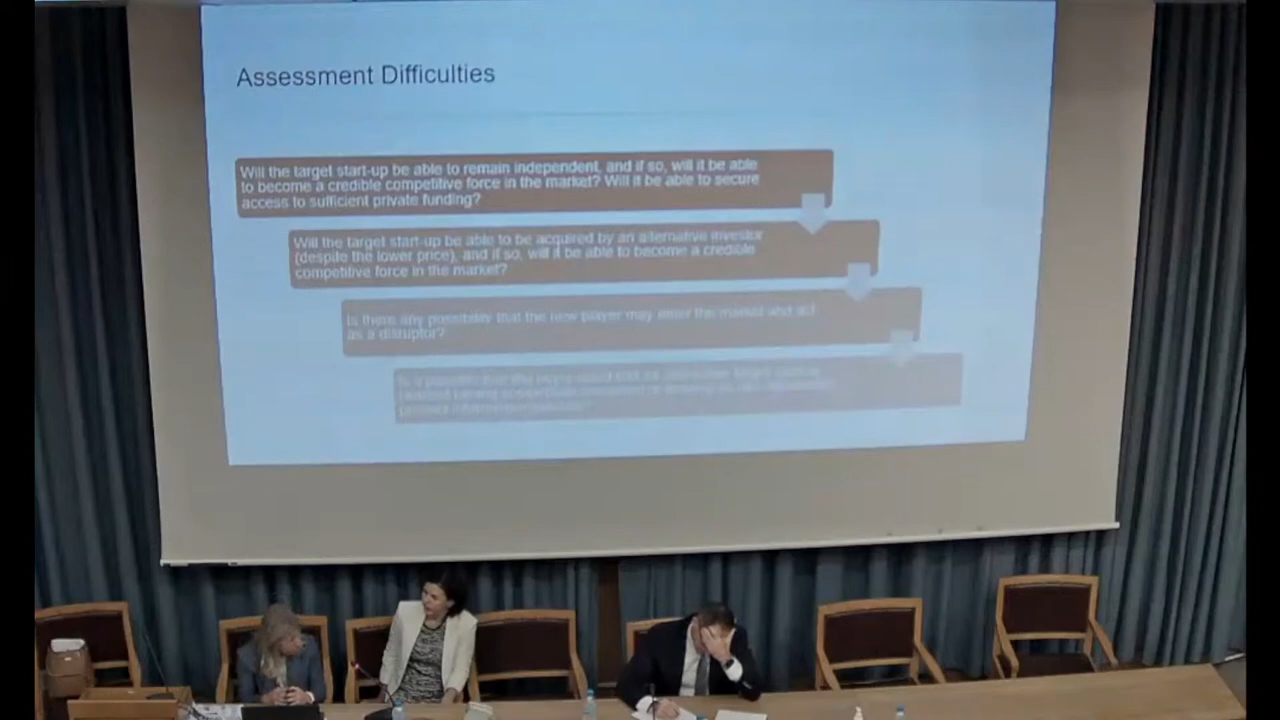 Assessment Difficulties
Will the target start-up be able to remain independent, and if so, will it be able
to become a credible competitive force in the market? Will it be able to secure
access to sufficient private funding?
Will the target start-up be able to be acquired by an alternative investor
(despite the lower price), and if so, will it be able to become a credible
competitive force in the market?
Is there any possibility that the new player may enter the market and act
as a disruptor?